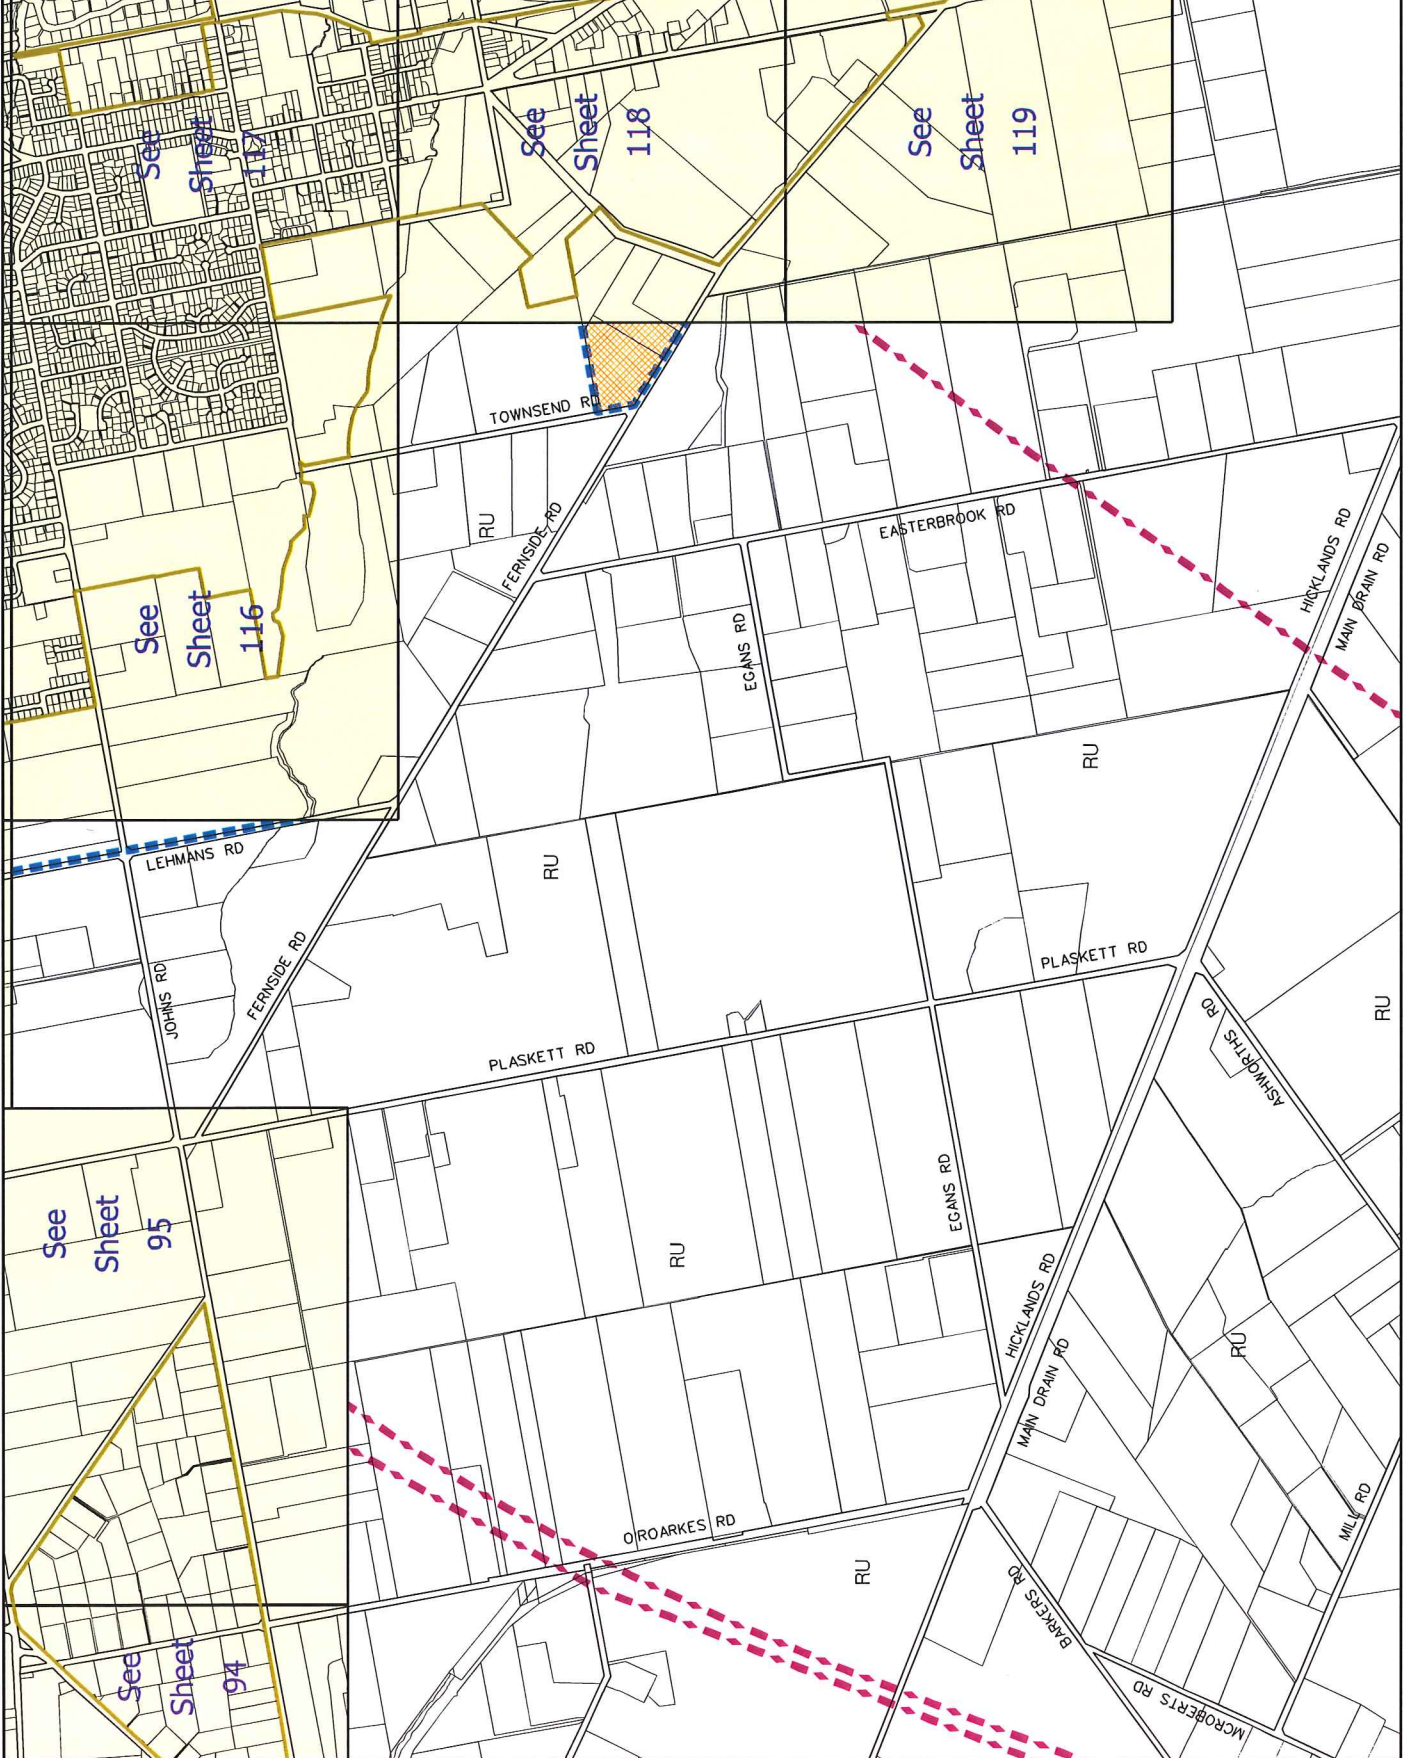 See
Sheet
117
See
Sheet
118
See
Sheet
119
TOWNSEND RD
RU
FERNSIDE RD
EASTERBROOK RD
HICKLANDS RD
MAIN DRAIN RD
See
Sheet
116
EGANS RD
RU
LEHMANS RD
RU
JOHNS RD
FERNSIDE RD
PLASKETT RD
PLASKETT RD
RU
ASHWORTHS RD
See
Sheet
95
EGANS RD
RU
HICKLANDS RD
MAIN DRAIN RD
RU
OROARKES RD
MILL RD
RU
BARKERS RD
See
Sheet
94
MCROBERTS RD